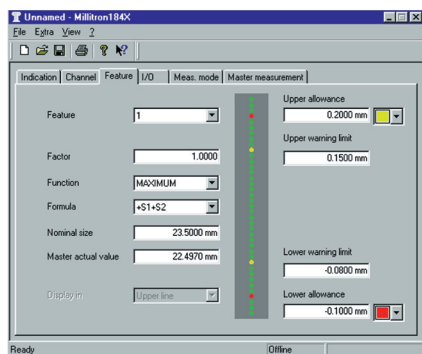 Unnamed - Millitron184X
File Extra View ?
Indication Channel Feature I/O Meas. mode Master measurement
Upper allowance
Feature 1 0.2000 mm
Upper warning limit
Factor 1.0000 0.1500 mm
Function MAXIMUM
Formula +S1+S2
Nominal size 23.5000 mm
Lower warning limit
Master actual value 22.4970 mm -0.0800 mm
Lower allowance
Display in Upper line -0.1000 mm
Ready Offline